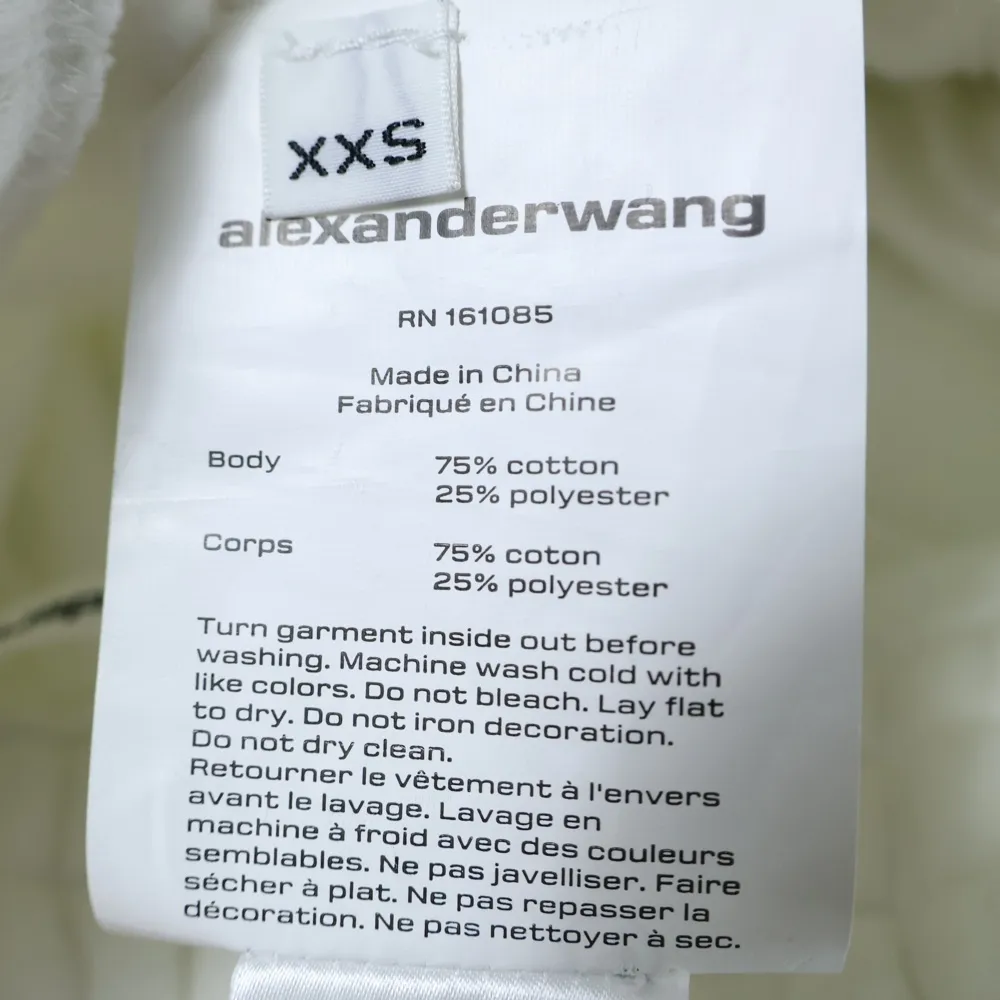 XXS
alexanderwang
RN 161085
Made in China
Fabriqué en Chine
Body 75% cotton
25% polyester
Corps 75% coton
25% polyester
Turn garment inside out before
washing. Machine wash cold with
like colors. Do not bleach. Lay flat
to dry. Do not iron decoration.
Do not dry clean.
Retourner le vêtement à l'envers
avant le lavage. Lavage en
machine à froid avec des couleurs
semblables. Ne pas javelliser. Faire
sécher à plat. Ne pas repasser la
décoration. Ne pas nettoyer à sec.